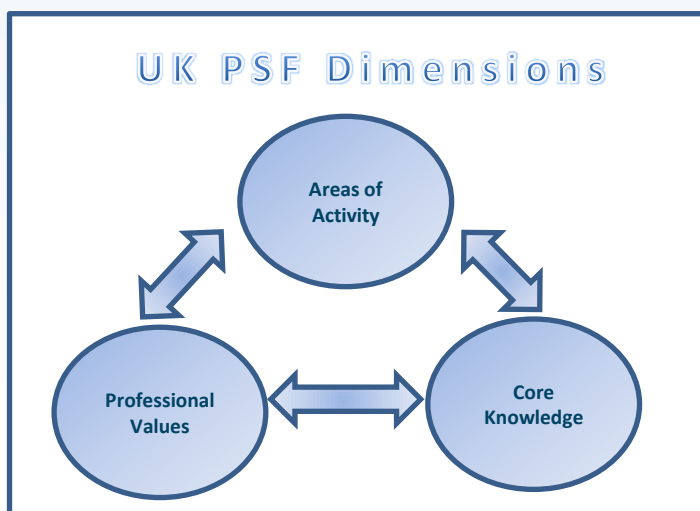 UK PSF Dimensions
Areas of
Activity
Professional
Values
Core
Knowledge